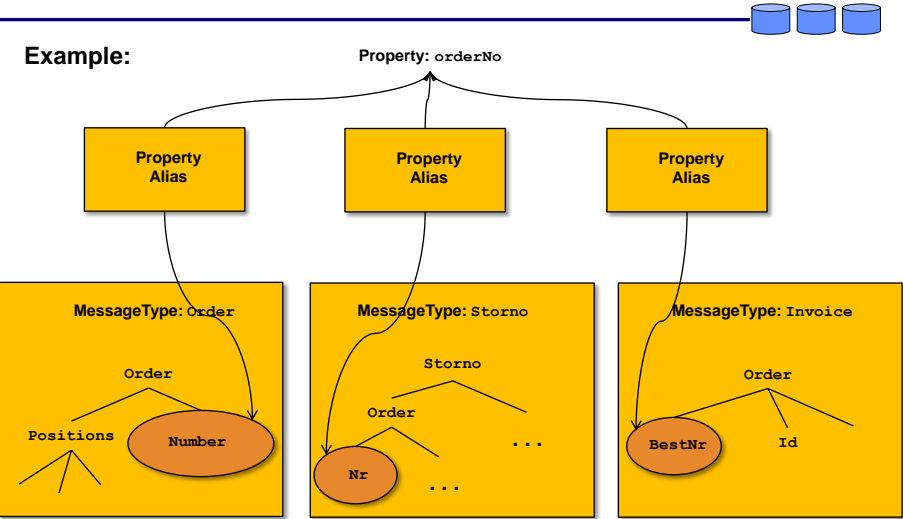 Example:
Property: orderNo
Property
Alias
Property
Alias
Property
Alias
MessageType: Order
Order
Positions
Number
MessageType: Storno
Storno
Order
...
Nr
...
MessageType: Invoice
Order
BestNr
Id